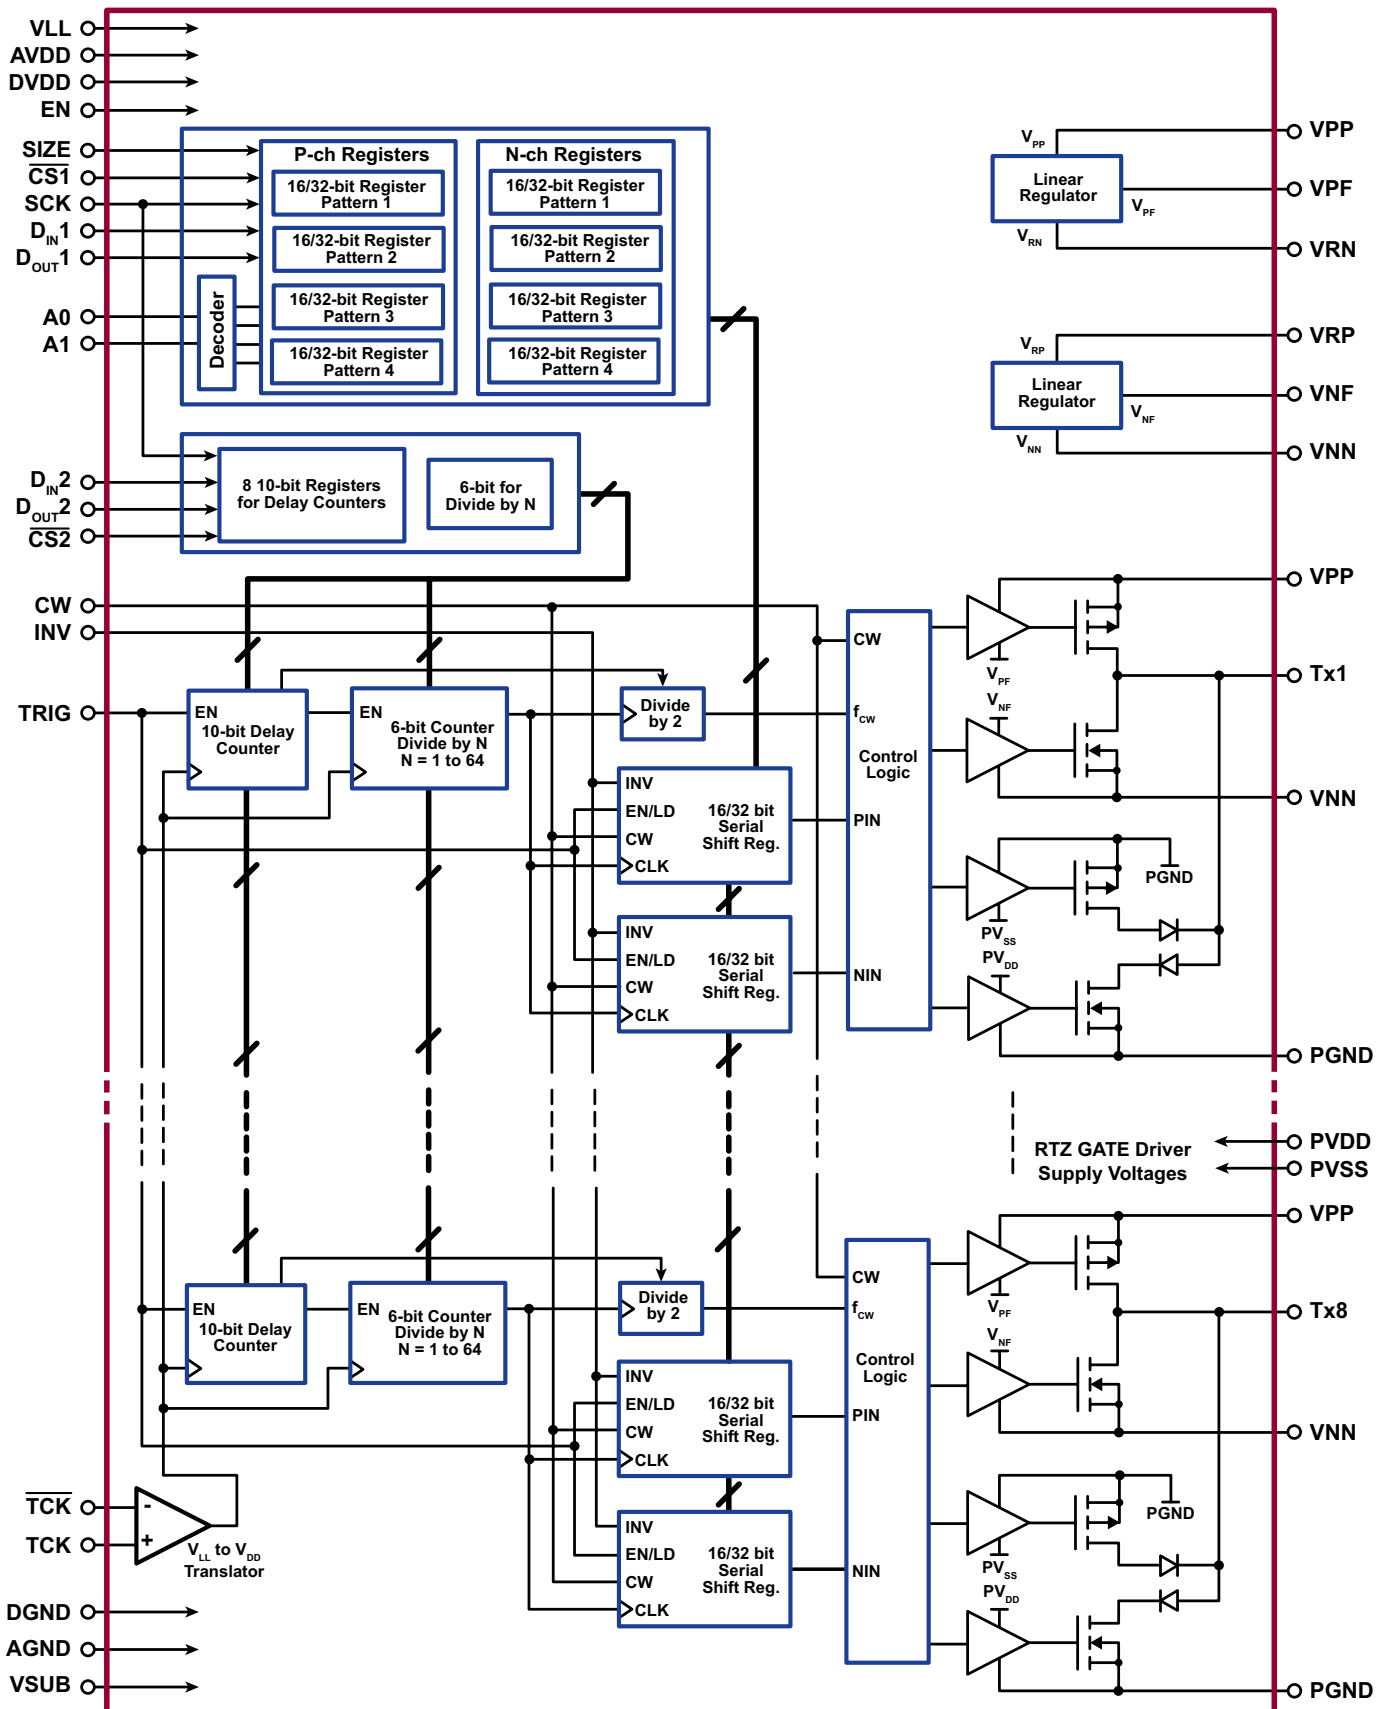 VLL
AVDD
DVDD
EN
SIZE
CS1
SCK
DIN1
DOUT1
A0
A1
Decoder
P-ch Registers
16/32-bit Register
Pattern 1
16/32-bit Register
Pattern 2
16/32-bit Register
Pattern 3
16/32-bit Register
Pattern 4
N-ch Registers
16/32-bit Register
Pattern 1
16/32-bit Register
Pattern 2
16/32-bit Register
Pattern 3
16/32-bit Register
Pattern 4
VPP
Linear
Regulator
VPF
VRN
VPP
VPF
VRN
VRP
Linear
Regulator
VNF
VNN
VRP
VNF
VNN
DIN2
DOUT2
CS2
8 10-bit Registers
for Delay Counters
6-bit for
Divide by N
CW
INV
TRIG
EN
10-bit Delay
Counter
EN
6-bit Counter
Divide by N
N = 1 to 64
Divide
by 2
INV
EN/LD
CW
CLK
16/32 bit
Serial
Shift Reg.
INV
EN/LD
CW
CLK
16/32 bit
Serial
Shift Reg.
CW
fCW
Control
Logic
PIN
NIN
VPF
VNF
PGND
PVSS
PVDD
VPP
Tx1
VNN
PGND
RTZ GATE Driver
Supply Voltages
PVDD
PVSS
EN
10-bit Delay
Counter
EN
6-bit Counter
Divide by N
N = 1 to 64
Divide
by 2
INV
EN/LD
CW
CLK
16/32 bit
Serial
Shift Reg.
INV
EN/LD
CW
CLK
16/32 bit
Serial
Shift Reg.
CW
fCW
Control
Logic
PIN
NIN
VPF
VNF
PGND
PVSS
PVDD
VPP
Tx8
VNN
PGND
TCK
TCK
-
+
VLL to VDD
Translator
DGND
AGND
VSUB